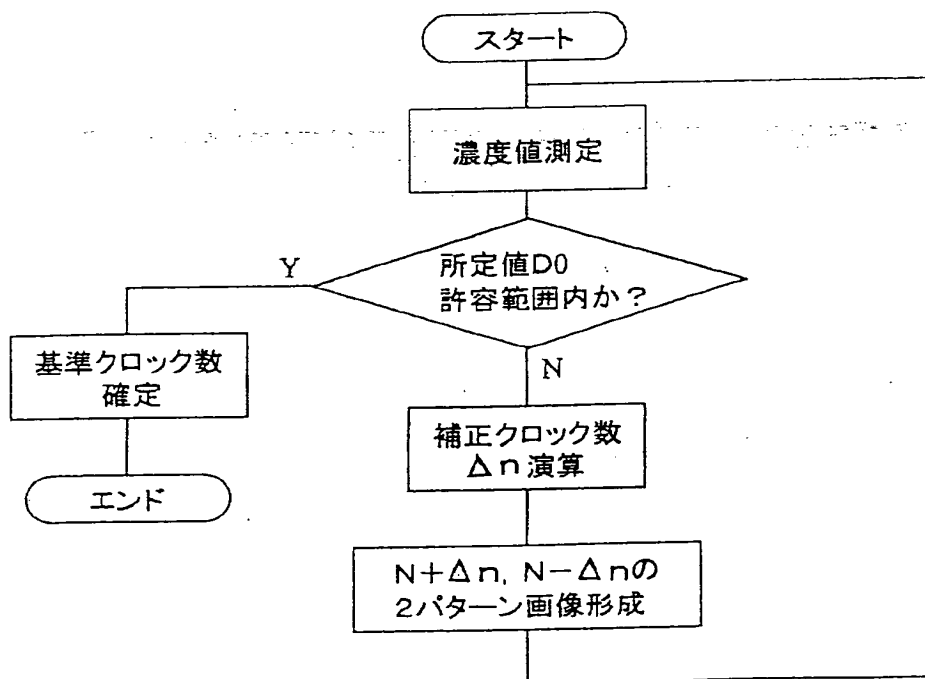 スタート
濃度値測定
所定値D0
許容範囲内か？
Y
N
基準クロック数
確定
エンド
補正クロック数
Δn演算
N＋Δn, N－Δnの
2パターン画像形成